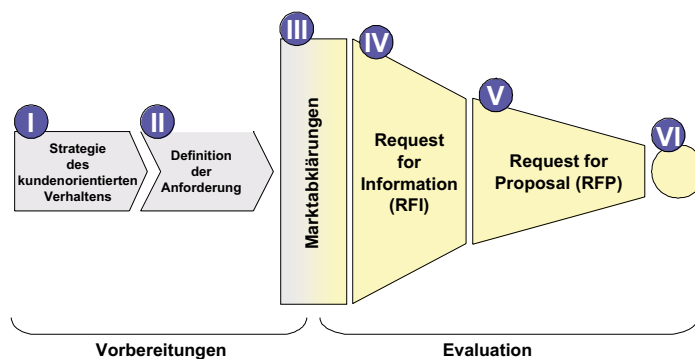 I
Strategie
des
kundenorientierten
Verhaltens
II
Definition
der
Anforderung
III
Marktabklärungen
IV
Request
for
Information
(RFI)
V
Request for
Proposal (RFP)
VI
Vorbereitungen
Evaluation